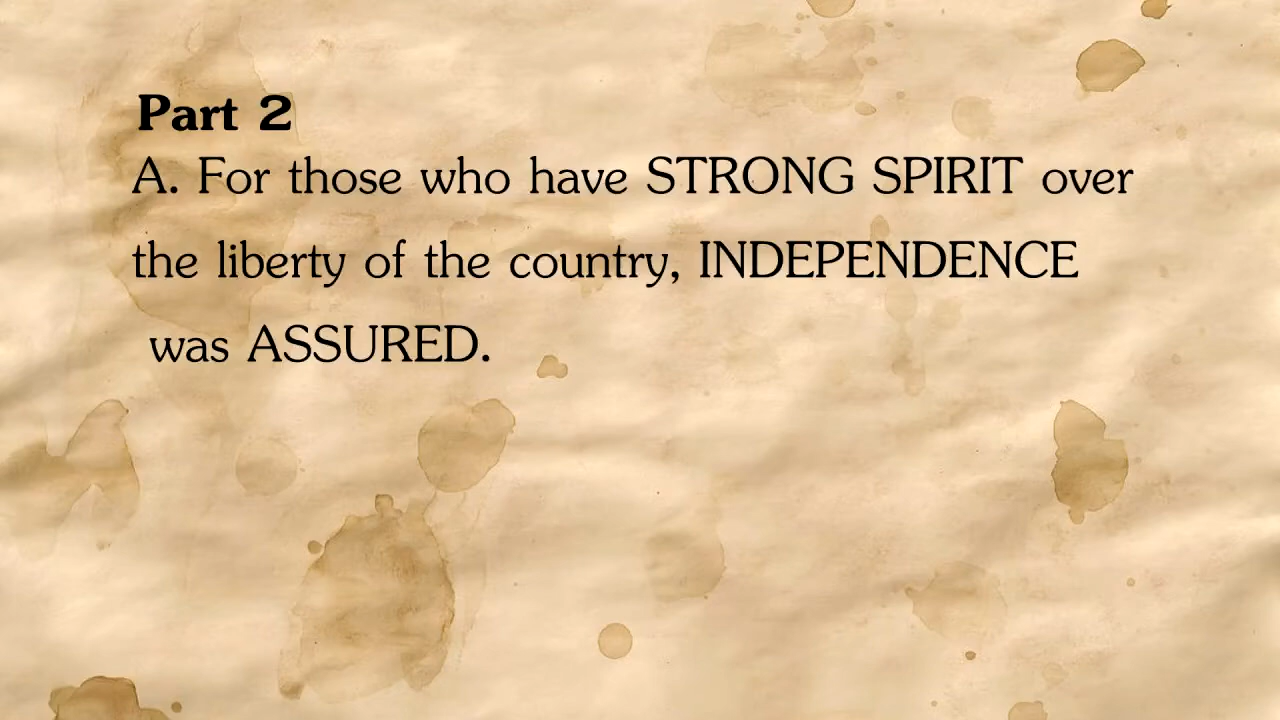 Part 2
A. For those who have STRONG SPIRIT over
the liberty of the country, INDEPENDENCE
was ASSURED.